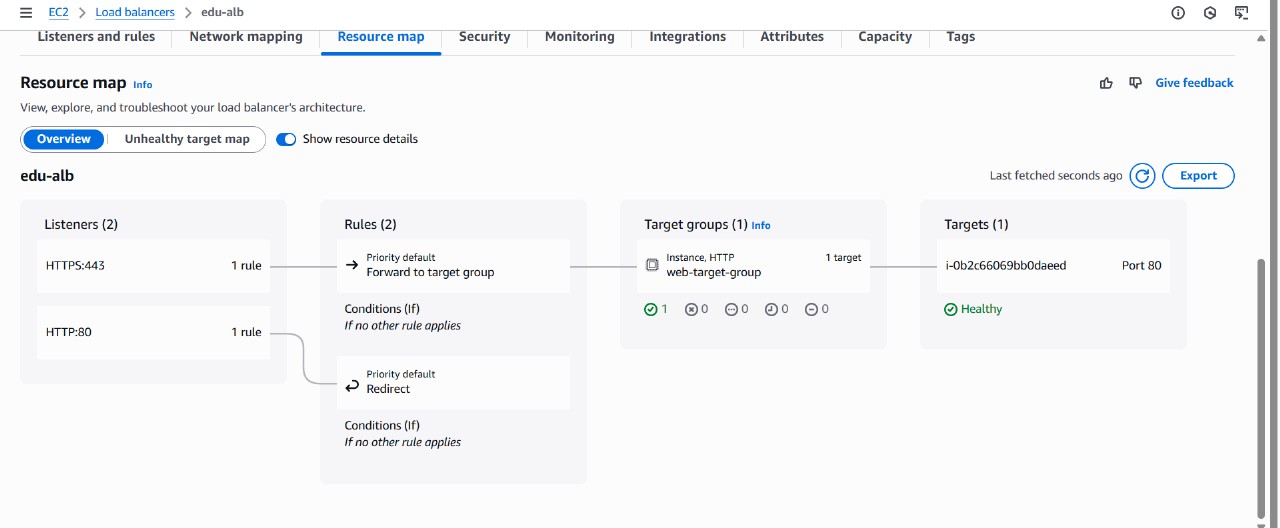 EC2 > Load balancers > edu-alb
Listeners and rules Network mapping Resource map Security Monitoring Integrations Attributes Capacity Tags
Resource map Info
Give feedback
View, explore, and troubleshoot your load balancer's architecture.
Overview Unhealthy target map Show resource details
edu-alb
Last fetched seconds ago Export
Listeners (2)
HTTPS:443 1 rule
HTTP:80 1 rule
Rules (2)
Priority default
Forward to target group
Conditions (If)
If no other rule applies
Priority default
Redirect
Conditions (If)
If no other rule applies
Target groups (1) Info
Instance, HTTP 1 target
web-target-group
1 0 0 0 0
Targets (1)
i-0b2c66069bb0daeed Port 80
Healthy